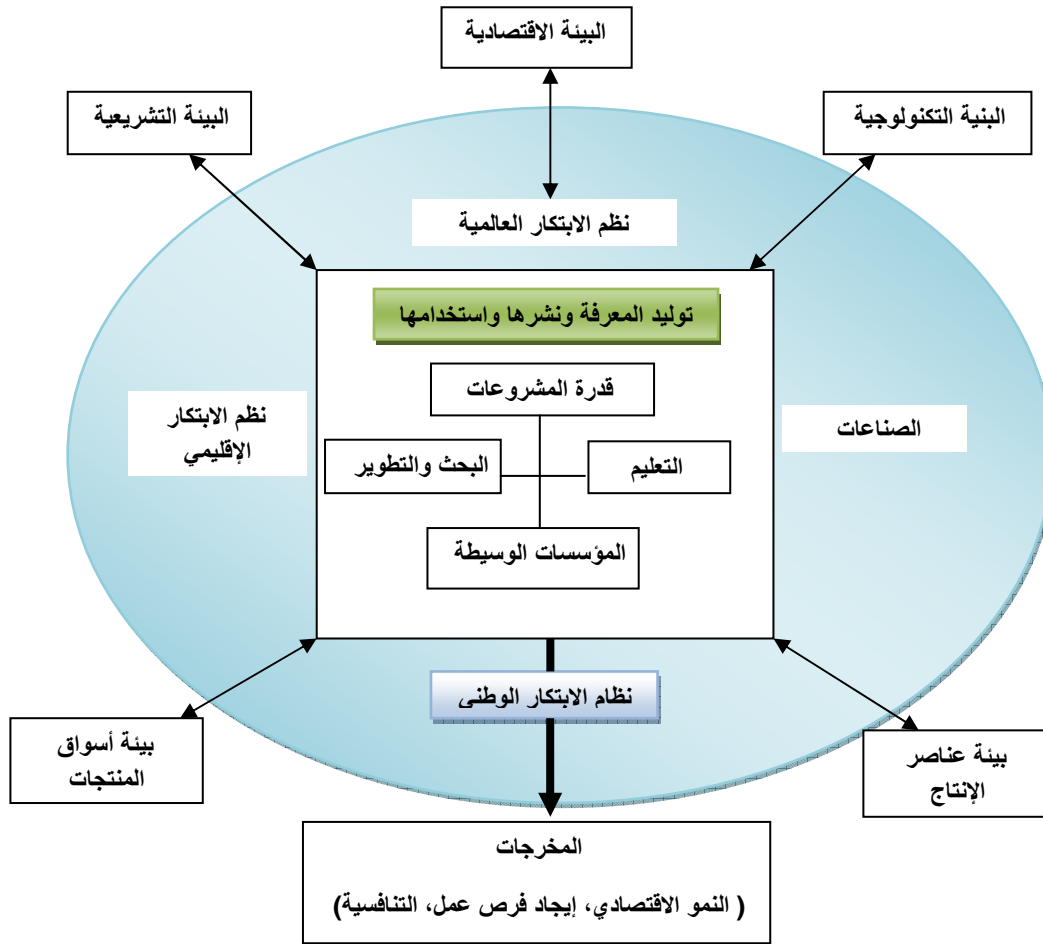 البيئة الاقتصادية
البيئة التشريعية
البنية التكنولوجية
نظم الابتكار العالمية
توليد المعرفة ونشرها واستخدامها
قدرة المشروعات
نظم الابتكار
الإقليمي
الصناعات
البحث والتطوير
التعليم
المؤسسات الوسيطة
نظام الابتكار الوطنى
بيئة أسواق
المنتجات
بيئة عناصر
الإنتاج
المخرجات
( النمو الاقتصادي، إيجاد فرص عمل، التنافسية)